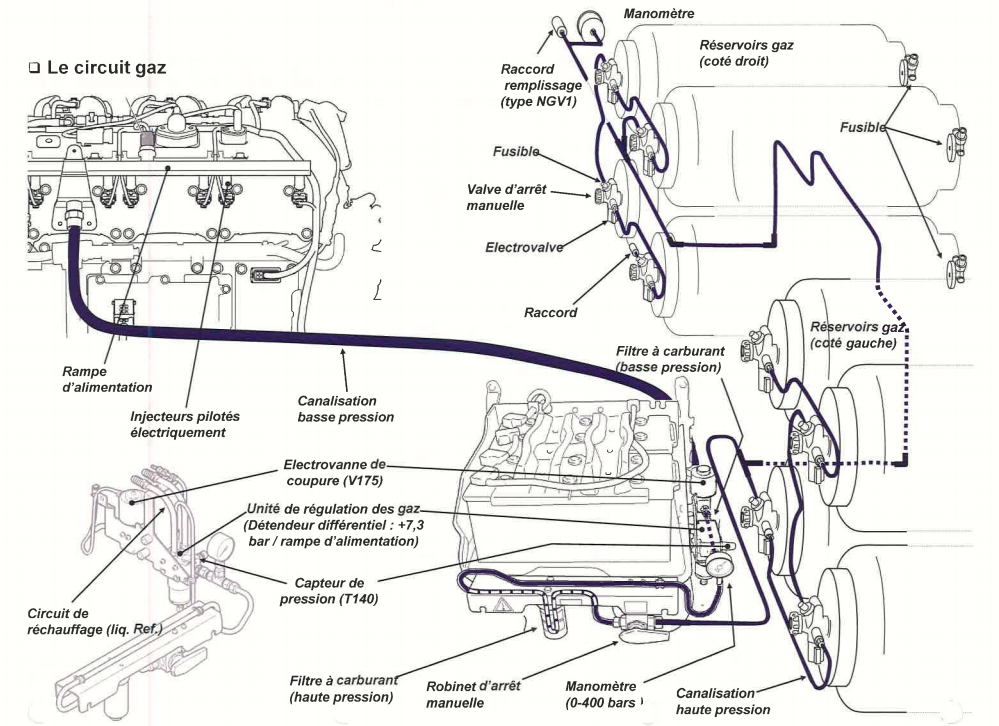 ❑ Le circuit gaz
Manomètre
Réservoirs gaz
(coté droit)
Raccord
remplissage
(type NGV1)
Fusible
Fusible
Valve d'arrêt
manuelle
Electrovalve
Raccord
Réservoirs gaz
(coté gauche)
Filtre à carburant
(basse pression)
Rampe
d'alimentation
Injecteurs pilotés
électriquement
Canalisation
basse pression
Electrovanne de
coupure (V175)
Unité de régulation des gaz
(Détendeur différentiel : +7,3
bar / rampe d'alimentation)
Capteur de
pression (T140)
Circuit de
réchauffage (liq. Ref.)
Filtre à carburant
(haute pression)
Robinet d'arrêt
manuelle
Manomètre
(0-400 bars )
Canalisation
haute pression